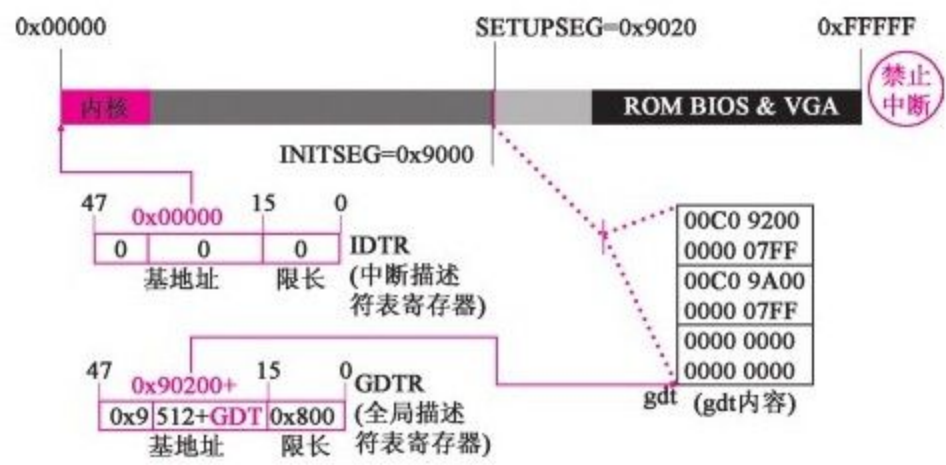 0x00000
SETUPSEG=0x9020
0xFFFFF
禁止
中断
内核
ROM BIOS & VGA
INITSEG=0x9000
47
15
0
0x00000
0
0
0
IDTR
基地址
限长
(中断描述
符表寄存器)
00C0 9200
0000 07FF
00C0 9A00
0000 07FF
0000 0000
0000 0000
gdt
(gdt内容)
47
15
0
0x90200+
GDTR
0x9
512+GDT
0x800
(全局描述
基地址
限长
符表寄存器)